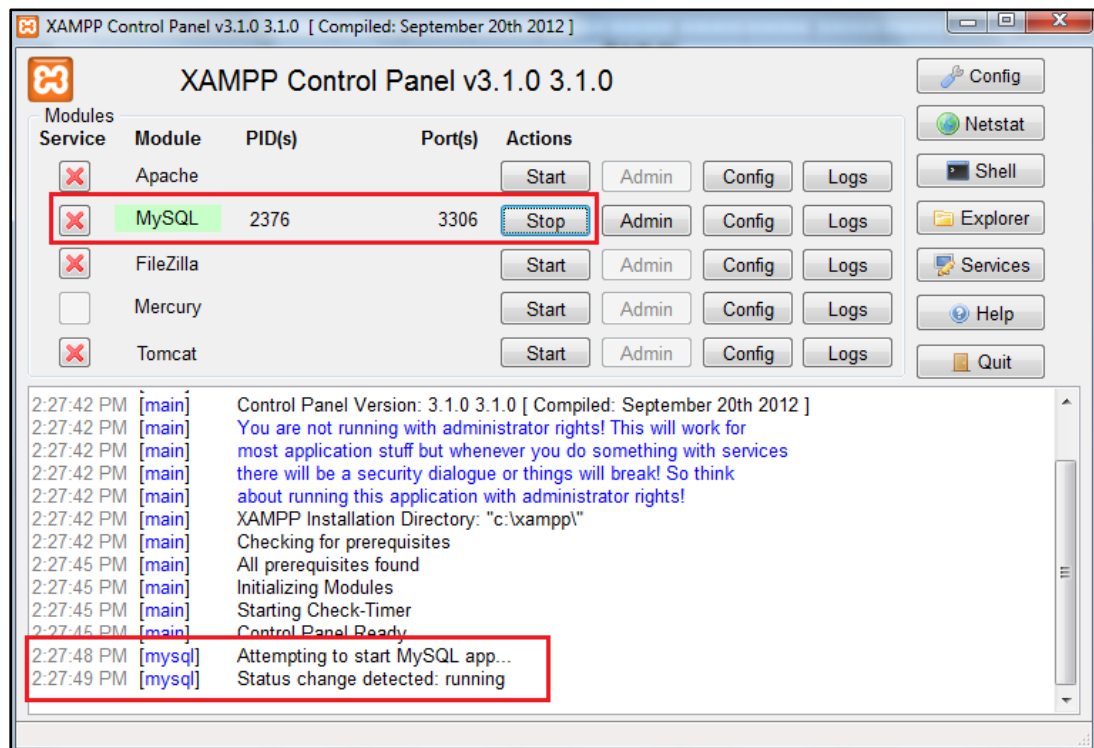 XAMPP Control Panel v3.1.0 3.1.0 [ Compiled: September 20th 2012 ]
XAMPP Control Panel v3.1.0 3.1.0
Config
Modules
Service Module PID(s) Port(s) Actions
Netstat
Apache Start Admin Config Logs
Shell
MySQL 2376 3306 Stop Admin Config Logs
Explorer
FileZilla Start Admin Config Logs
Services
Mercury Start Admin Config Logs
Help
Tomcat Start Admin Config Logs
Quit
2:27:42 PM [main] Control Panel Version: 3.1.0 3.1.0 [ Compiled: September 20th 2012 ]
2:27:42 PM [main] You are not running with administrator rights! This will work for
2:27:42 PM [main] most application stuff but whenever you do something with services
2:27:42 PM [main] there will be a security dialogue or things will break! So think
2:27:42 PM [main] about running this application with administrator rights!
2:27:42 PM [main] XAMPP Installation Directory: "c:\xampp\"
2:27:42 PM [main] Checking for prerequisites
2:27:45 PM [main] All prerequisites found
2:27:45 PM [main] Initializing Modules
2:27:45 PM [main] Starting Check-Timer
2:27:45 PM [main] Control Panel Ready
2:27:48 PM [mysql] Attempting to start MySQL app...
2:27:49 PM [mysql] Status change detected: running